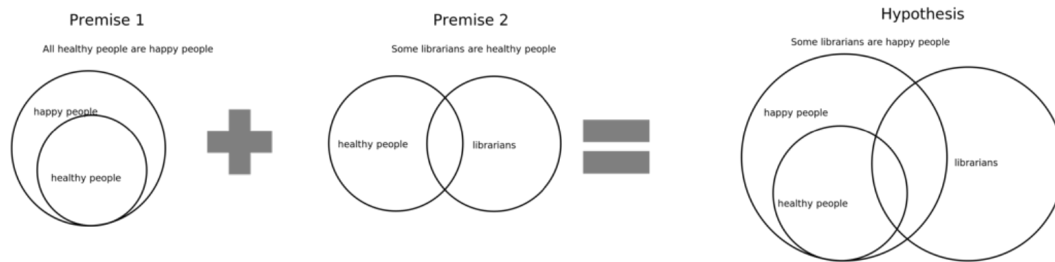 Premise 1
All healthy people are happy people
happy people
healthy people
Premise 2
Some librarians are healthy people
healthy people
librarians
Hypothesis
Some librarians are happy people
happy people
librarians
healthy people